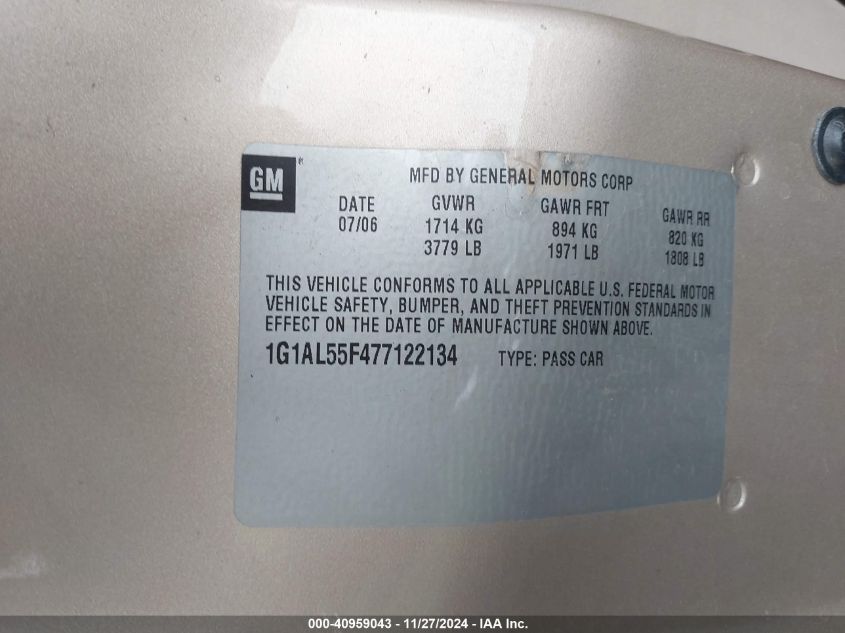 GM
MFD BY GENERAL MOTORS CORP
DATE GVWR GAWR FRT GAWR RR
07/06 1714 KG 894 KG 820 KG
3779 LB 1971 LB 1808 LB
THIS VEHICLE CONFORMS TO ALL APPLICABLE U.S. FEDERAL MOTOR
VEHICLE SAFETY, BUMPER, AND THEFT PREVENTION STANDARDS IN
EFFECT ON THE DATE OF MANUFACTURE SHOWN ABOVE.
1G1AL55F477122134 TYPE: PASS CAR
000-40959043 - 11/27/2024 - IAA Inc.